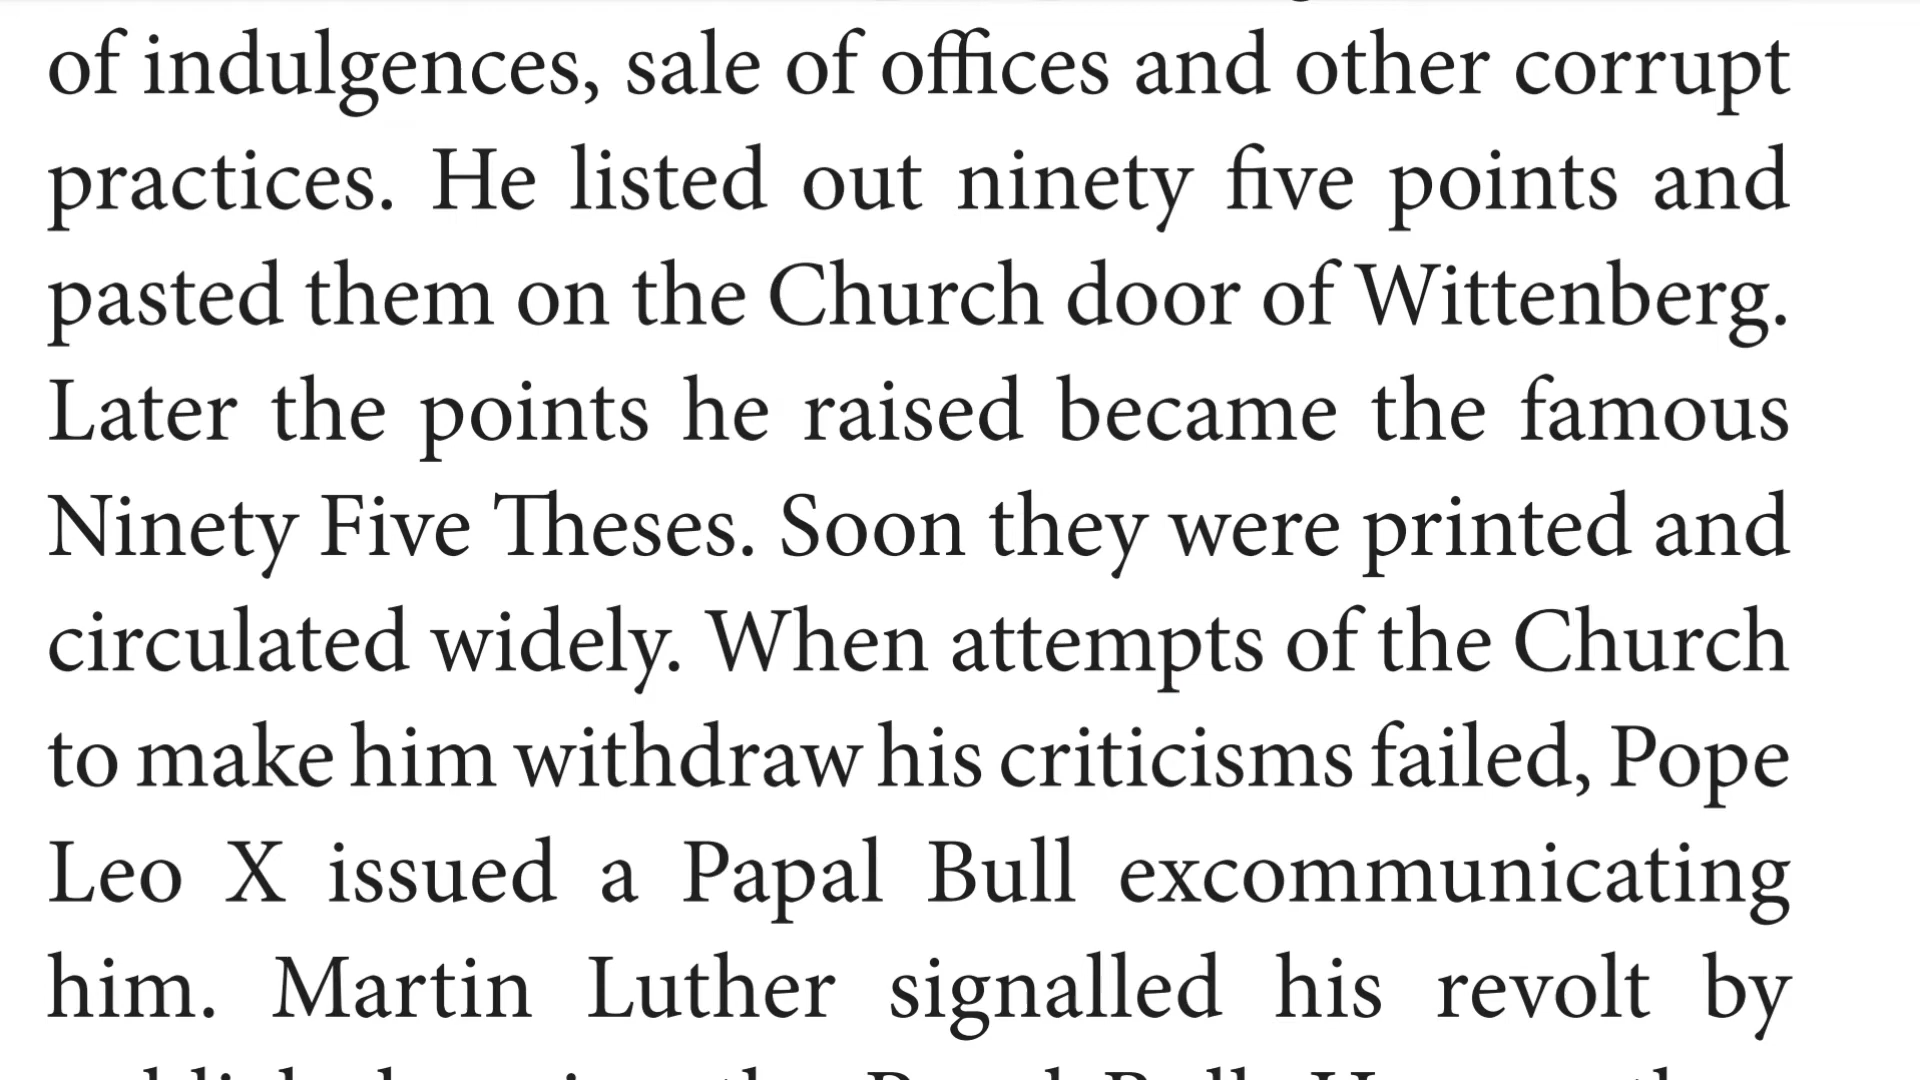 of indulgences, sale of offices and other corrupt
practices. He listed out ninety five points and
pasted them on the Church door of Wittenberg.
Later the points he raised became the famous
Ninety Five Theses. Soon they were printed and
circulated widely. When attempts of the Church
to make him withdraw his criticisms failed, Pope
Leo X issued a Papal Bull excommunicating
him. Martin Luther signalled his revolt by